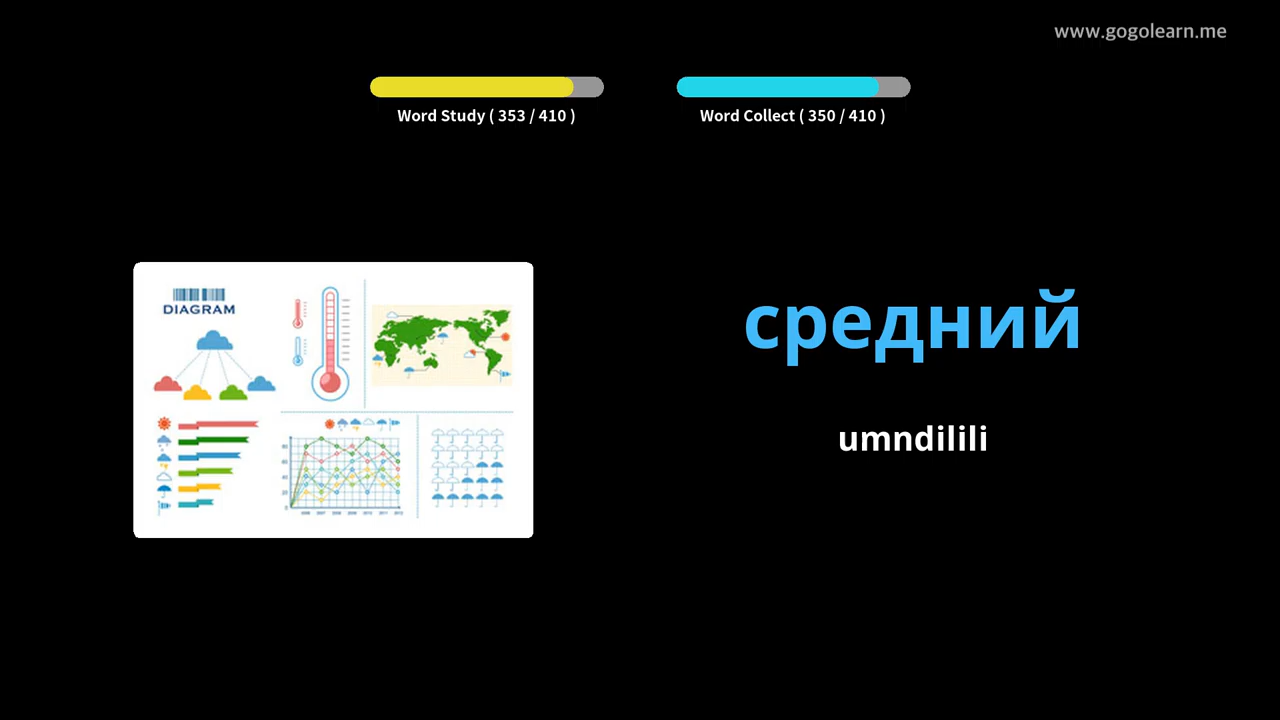 www.gogolearn.me
Word Study ( 353 / 410 )
Word Collect ( 350 / 410 )
DIAGRAM
средний
umndilili